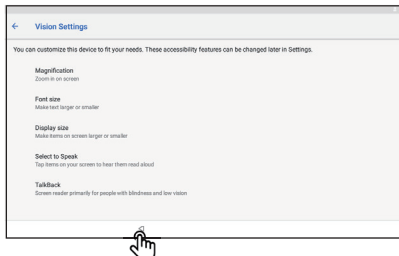 Vision Settings
You can customize this device to fit your needs. These accessibility features can be changed later in Settings.
Magnification
Zoom in on screen
Font size
Make text larger or smaller
Display size
Make items on screen larger or smaller
Select to Speak
Tap items on your screen to hear them read aloud
TalkBack
Screen reader primarily for people with blindness and low vision